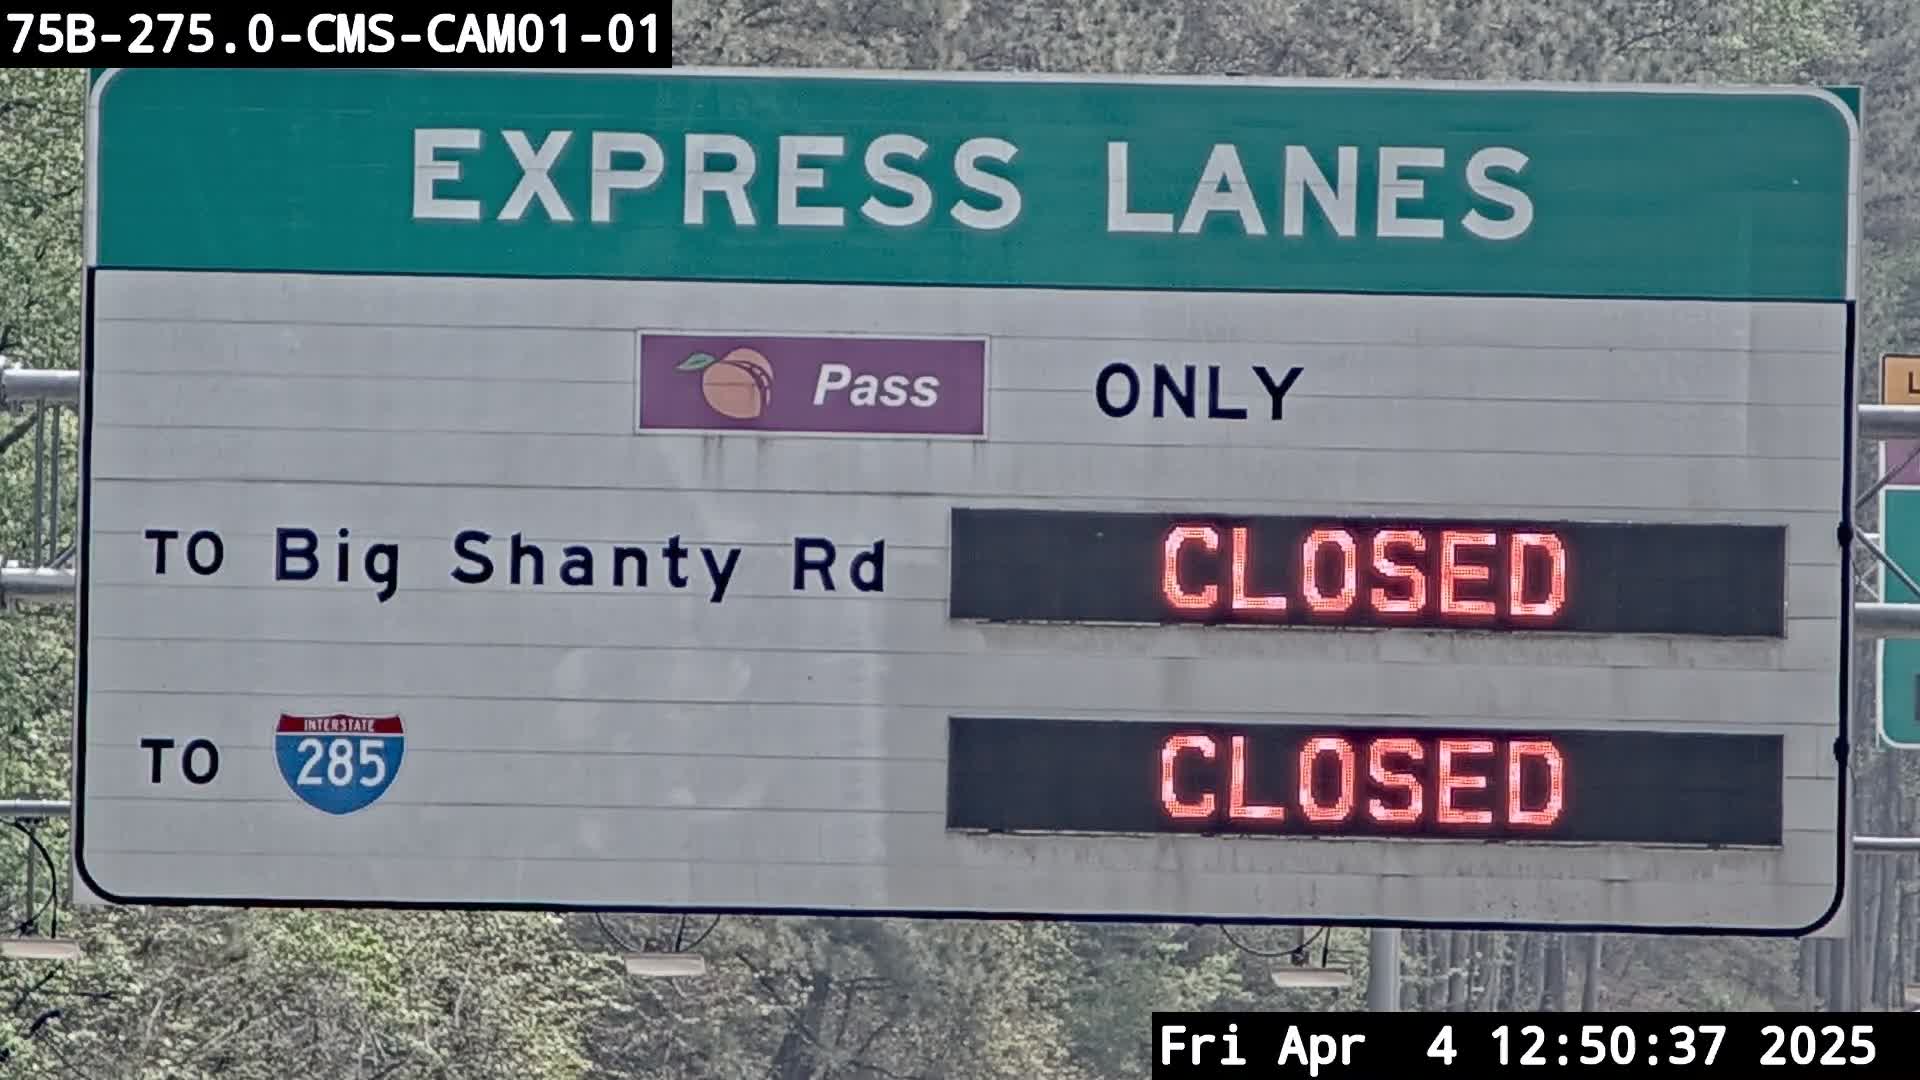 75B-275.0-CMS-CAM01-01
EXPRESS LANES
Pass ONLY
TO Big Shanty Rd CLOSED
TO INTERSTATE 285 CLOSED
Fri Apr 4 12:50:37 2025